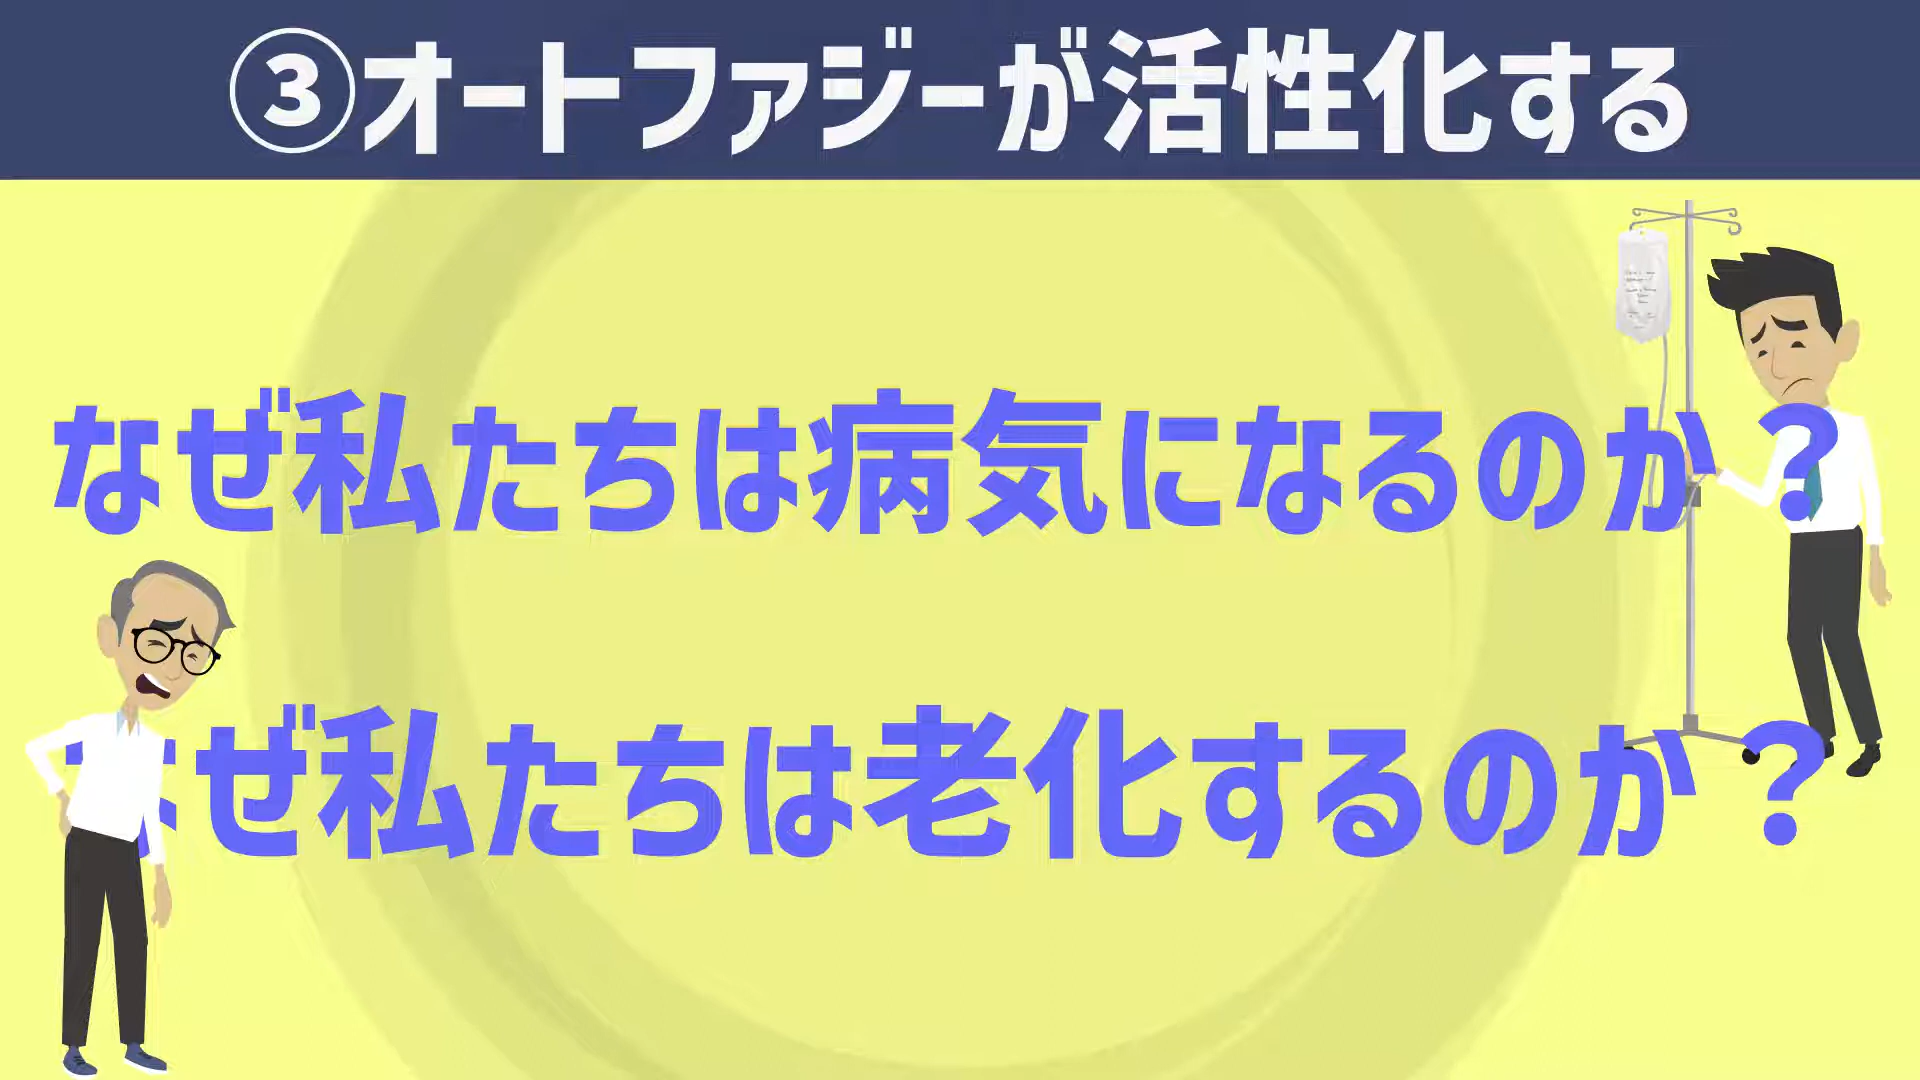 ③オートファジーが活性化する
なぜ私たちは病気になるのか？
なぜ私たちは老化するのか？